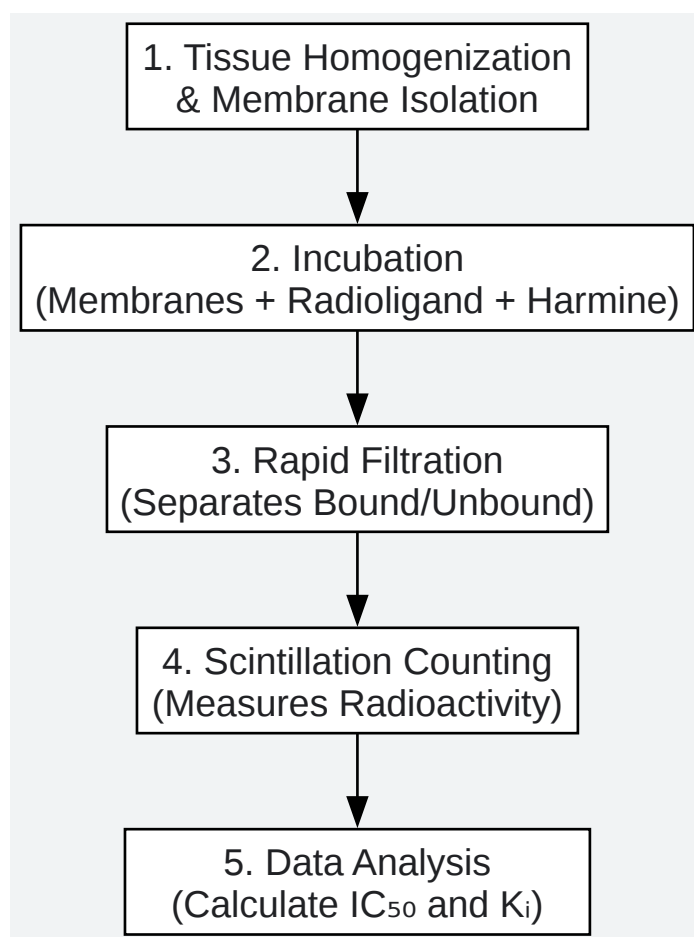 1. Tissue Homogenization
& Membrane Isolation
2. Incubation
(Membranes + Radioligand + Harmine)
3. Rapid Filtration
(Separates Bound/Unbound)
4. Scintillation Counting
(Measures Radioactivity)
5. Data Analysis
(Calculate IC₅₀ and Kᵢ)